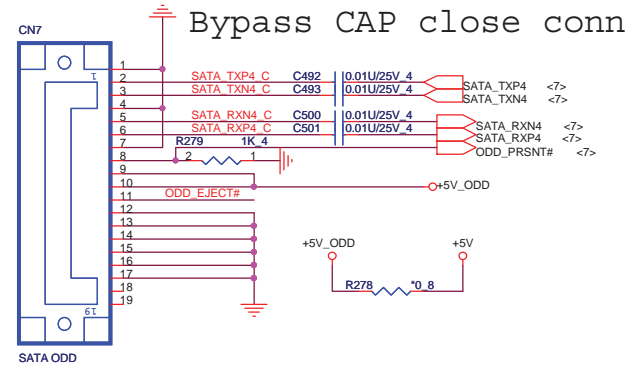 Bypass CAP close conn
CN7
1
1
2 SATA_TXP4_C C492 0.01U/25V_4 SATA_TXP4 <7>
3 SATA_TXN4_C C493 0.01U/25V_4 SATA_TXN4 <7>
4
5 SATA_RXN4_C C500 0.01U/25V_4 SATA_RXN4 <7>
6 SATA_RXP4_C C501 0.01U/25V_4 SATA_RXP4 <7>
7 R279 1K_4 ODD_PRSNT# <7>
8 2 1
9
10 +5V_ODD
11 ODD_EJECT#
12
13
14
15
16
17
18
19
19
+5V_ODD +5V
R278 *0_8
SATA ODD